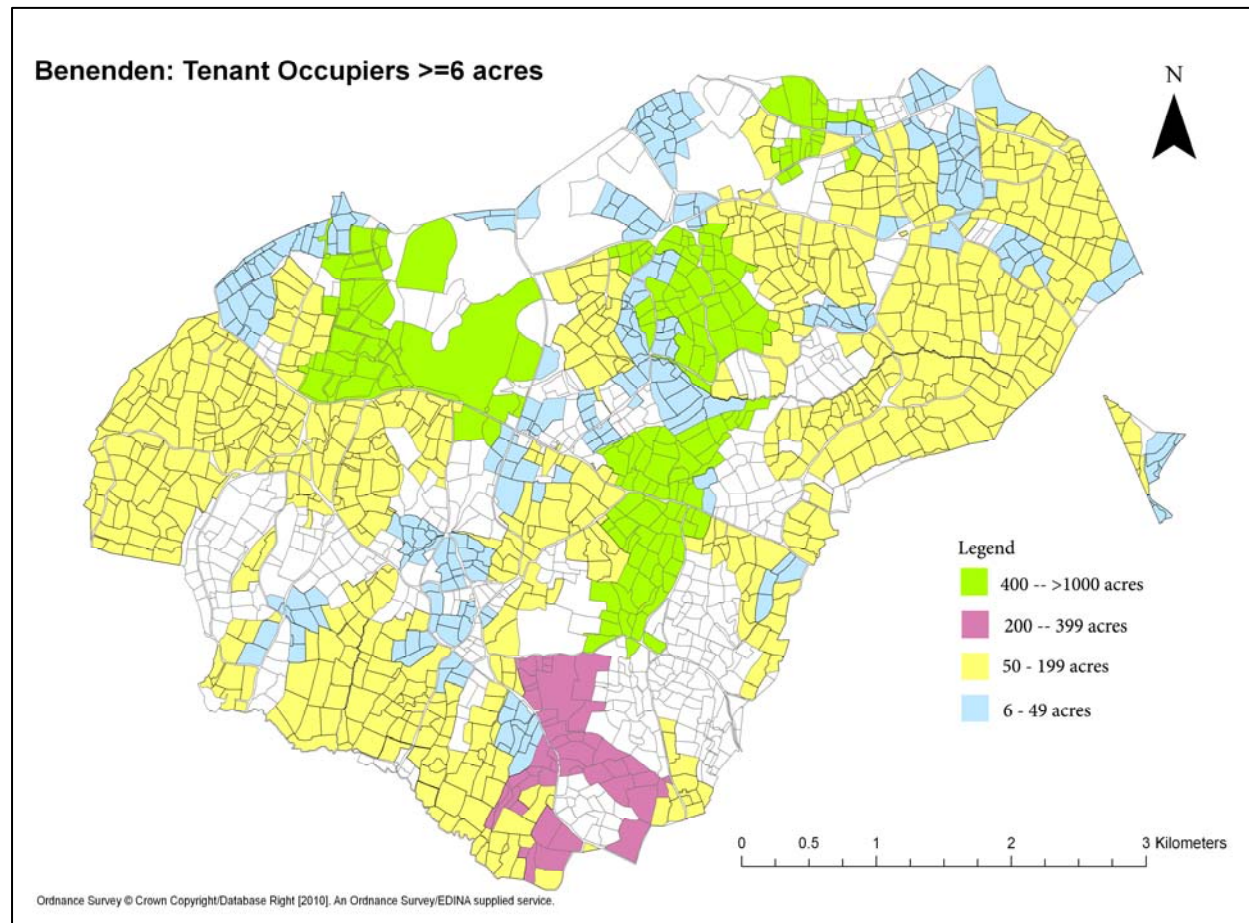 Benenden: Tenant Occupiers >=6 acres
N
Legend
400 -- >1000 acres
200 -- 399 acres
50 - 199 acres
6 - 49 acres
0 0.5 1 2 3 Kilometers
Ordnance Survey © Crown Copyright/Database Right [2010]. An Ordnance Survey/EDINA supplied service.